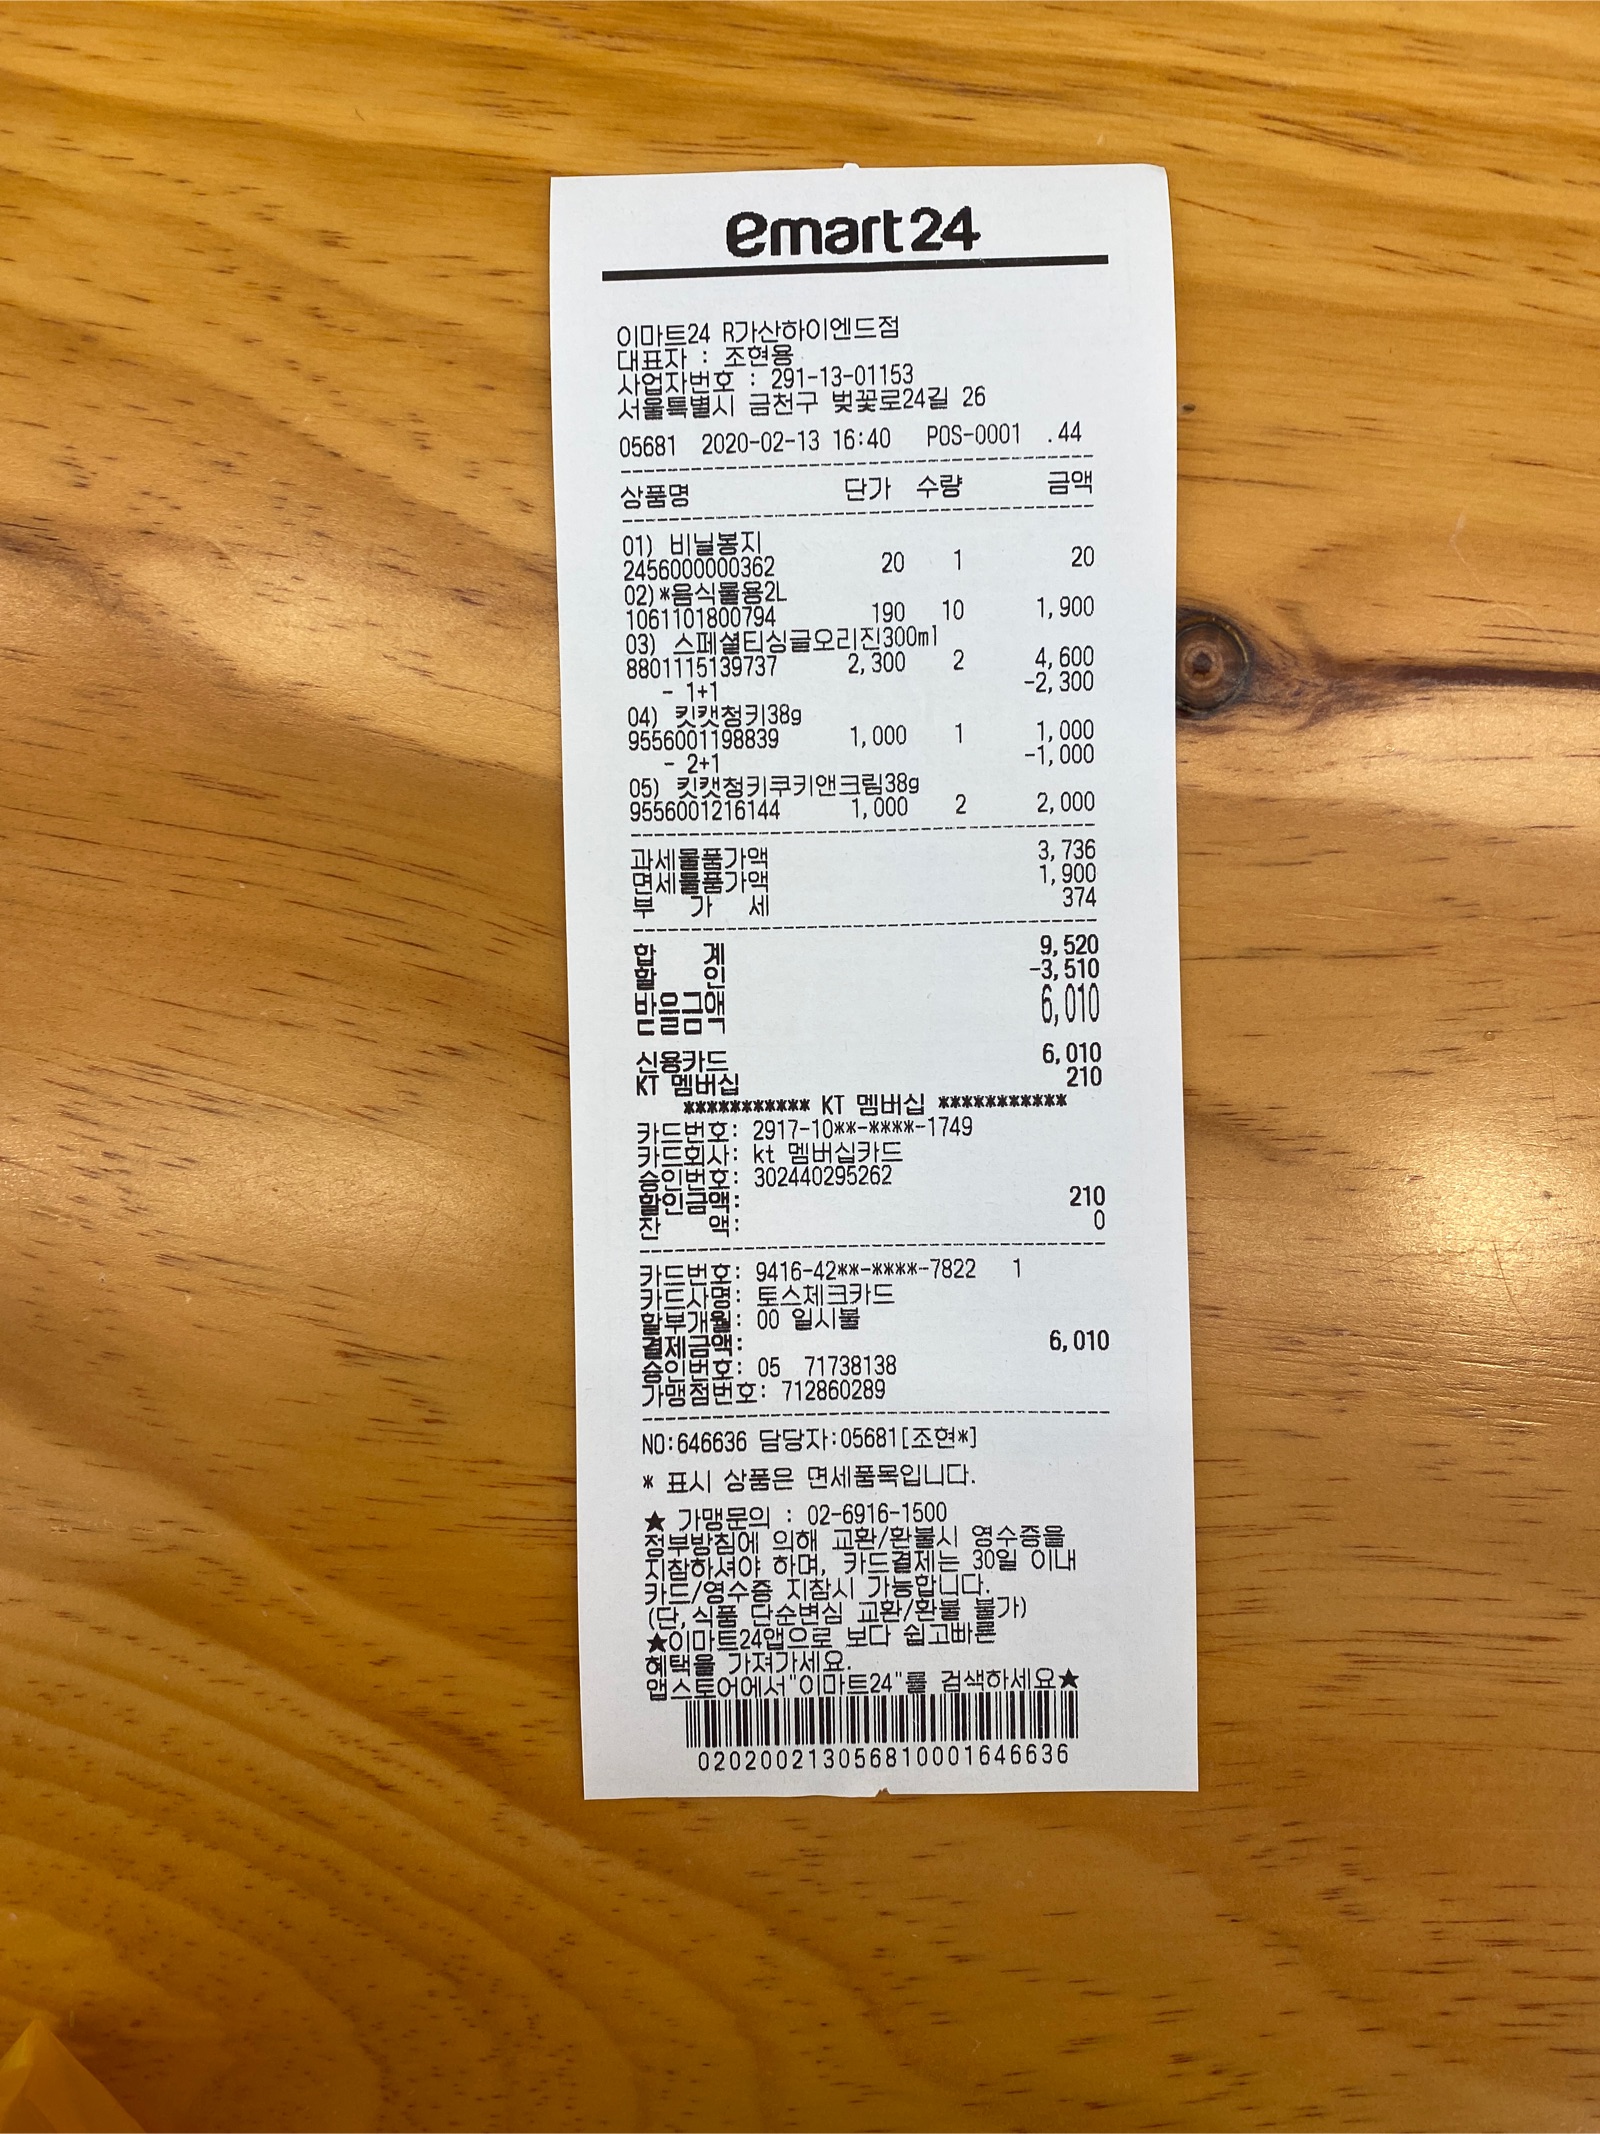 emart24
이마트24 R가산하이엔드점
대표자 : 조현용
사업자번호 : 291-13-01153
서울특별시 금천구 벚꽃로24길 26
05681 2020-02-13 16:40 POS-0001 .44
상품명 단가 수량 금액
01) 비닐봉지
2456000000362 20 1 20
02)*음식물용2L
1061101800794 190 10 1,900
03) 스페셜티싱글오리진300ml
8801115139737 2,300 2 4,600
- 1+1 -2,300
04) 킷캣청키38g
9556001198839 1,000 1 1,000
- 2+1 -1,000
05) 킷캣청키쿠키앤크림38g
9556001216144 1,000 2 2,000
과세물품가액 3,736
면세물품가액 1,900
부 가 세 374
합 계 9,520
할 인 -3,510
받을금액 6,010
신용카드 6,010
KT 멤버십 210
*********** KT 멤버십 ***********
카드번호: 2917-10**-****-1749
카드회사: kt 멤버십카드
승인번호: 302440295262
할인금액: 210
잔 액: 0
카드번호: 9416-42**-****-7822 1
카드사명: 토스체크카드
할부개월: 00 일시불
결제금액: 6,010
승인번호: 05 71738138
가맹점번호: 712860289
NO:646636 담당자:05681[조현*]
* 표시 상품은 면세품목입니다.
★ 가맹문의 : 02-6916-1500
정부방침에 의해 교환/환불시 영수증을
지참하셔야 하며, 카드결제는 30일 이내
카드/영수증 지참시 가능합니다.
(단,식품 단순변심 교환/환불 불가)
★이마트24앱으로 보다 쉽고빠른
혜택을 가져가세요.
앱스토어에서"이마트24"를 검색하세요★
02020021305681000164663​6